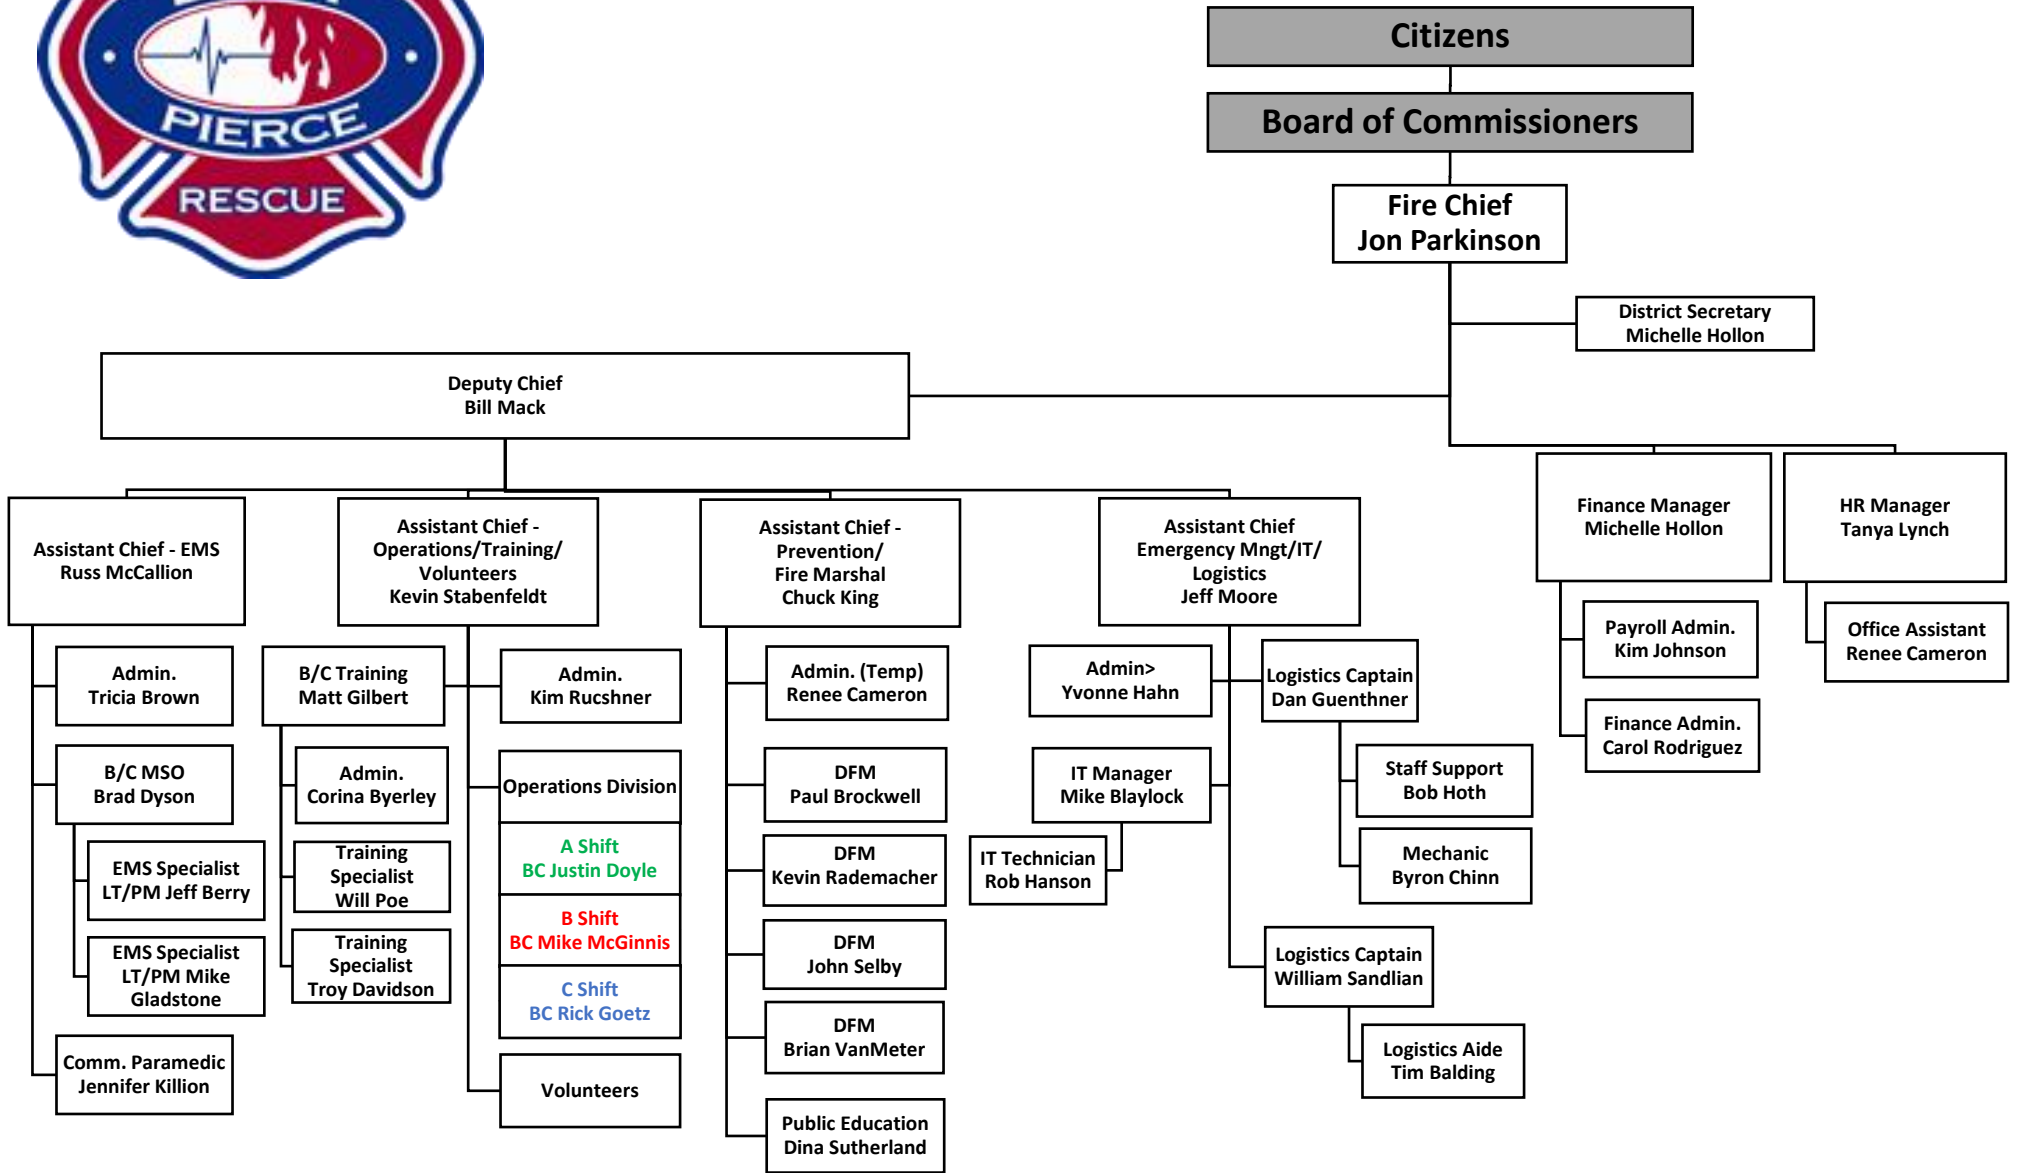 PIERCE
RESCUE
Citizens
Board of Commissioners
Fire Chief
Jon Parkinson
District Secretary
Michelle Hollon
Deputy Chief
Bill Mack
Assistant Chief - EMS
Russ McCallion
Admin.
Tricia Brown
B/C MSO
Brad Dyson
EMS Specialist
LT/PM Jeff Berry
EMS Specialist
LT/PM Mike
Gladstone
Comm. Paramedic
Jennifer Killion
Assistant Chief -
Operations/Training/
Volunteers
Kevin Stabenfeldt
B/C Training
Matt Gilbert
Admin.
Corina Byerley
Training
Specialist
Will Poe
Training
Specialist
Troy Davidson
Admin.
Kim Rucshner
Operations Division
A Shift
BC Justin Doyle
B Shift
BC Mike McGinnis
C Shift
BC Rick Goetz
Volunteers
Assistant Chief -
Prevention/
Fire Marshal
Chuck King
Admin. (Temp)
Renee Cameron
DFM
Paul Brockwell
DFM
Kevin Rademacher
DFM
John Selby
DFM
Brian VanMeter
Public Education
Dina Sutherland
Assistant Chief
Emergency Mngt/IT/
Logistics
Jeff Moore
Admin>
Yvonne Hahn
IT Manager
Mike Blaylock
IT Technician
Rob Hanson
Logistics Captain
Dan Guenthner
Staff Support
Bob Hoth
Mechanic
Byron Chinn
Logistics Captain
William Sandlian
Logistics Aide
Tim Balding
Finance Manager
Michelle Hollon
Payroll Admin.
Kim Johnson
Finance Admin.
Carol Rodriguez
HR Manager
Tanya Lynch
Office Assistant
Renee Cameron